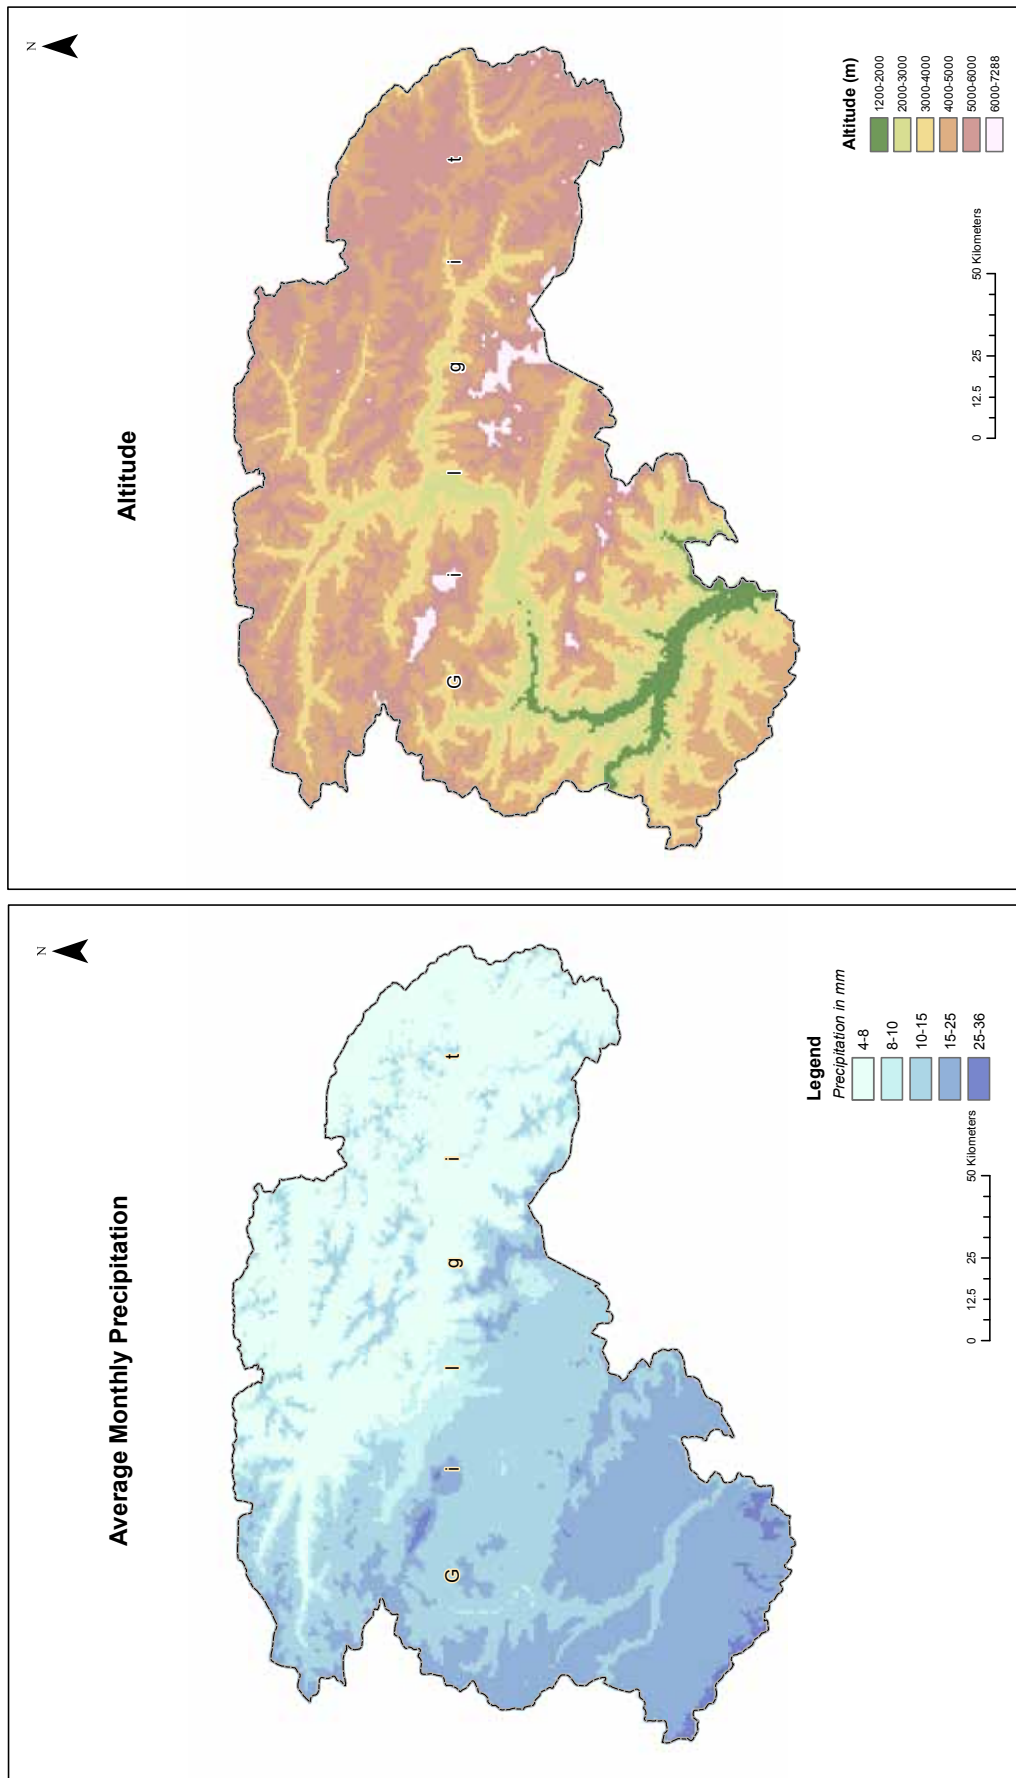 Altitude
N
G i l g i t
Altitude (m)
1200-2000
2000-3000
3000-4000
4000-5000
5000-6000
6000-7288
0 12.5 25 50 Kilometers
Average Monthly Precipitation
N
G i l g i t
Legend
Precipitation in mm
4-8
8-10
10-15
15-25
25-36
0 12.5 25 50 Kilometers